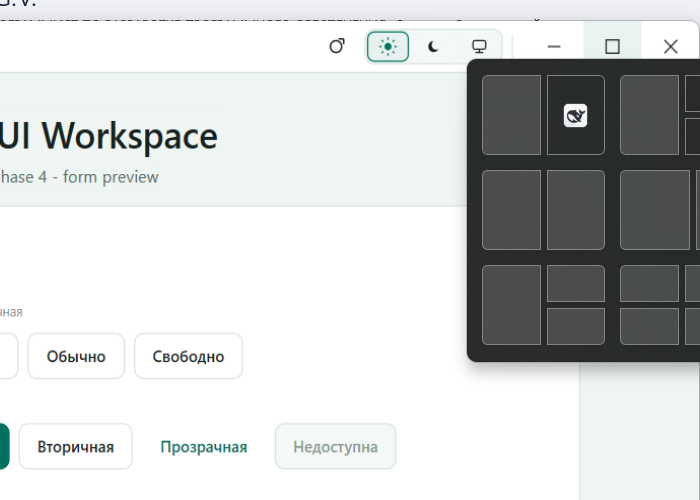 G.V.
UI Workspace
hase 4 - form preview
чная
Обычно
Свободно
Вторичная
Прозрачная
Недоступна